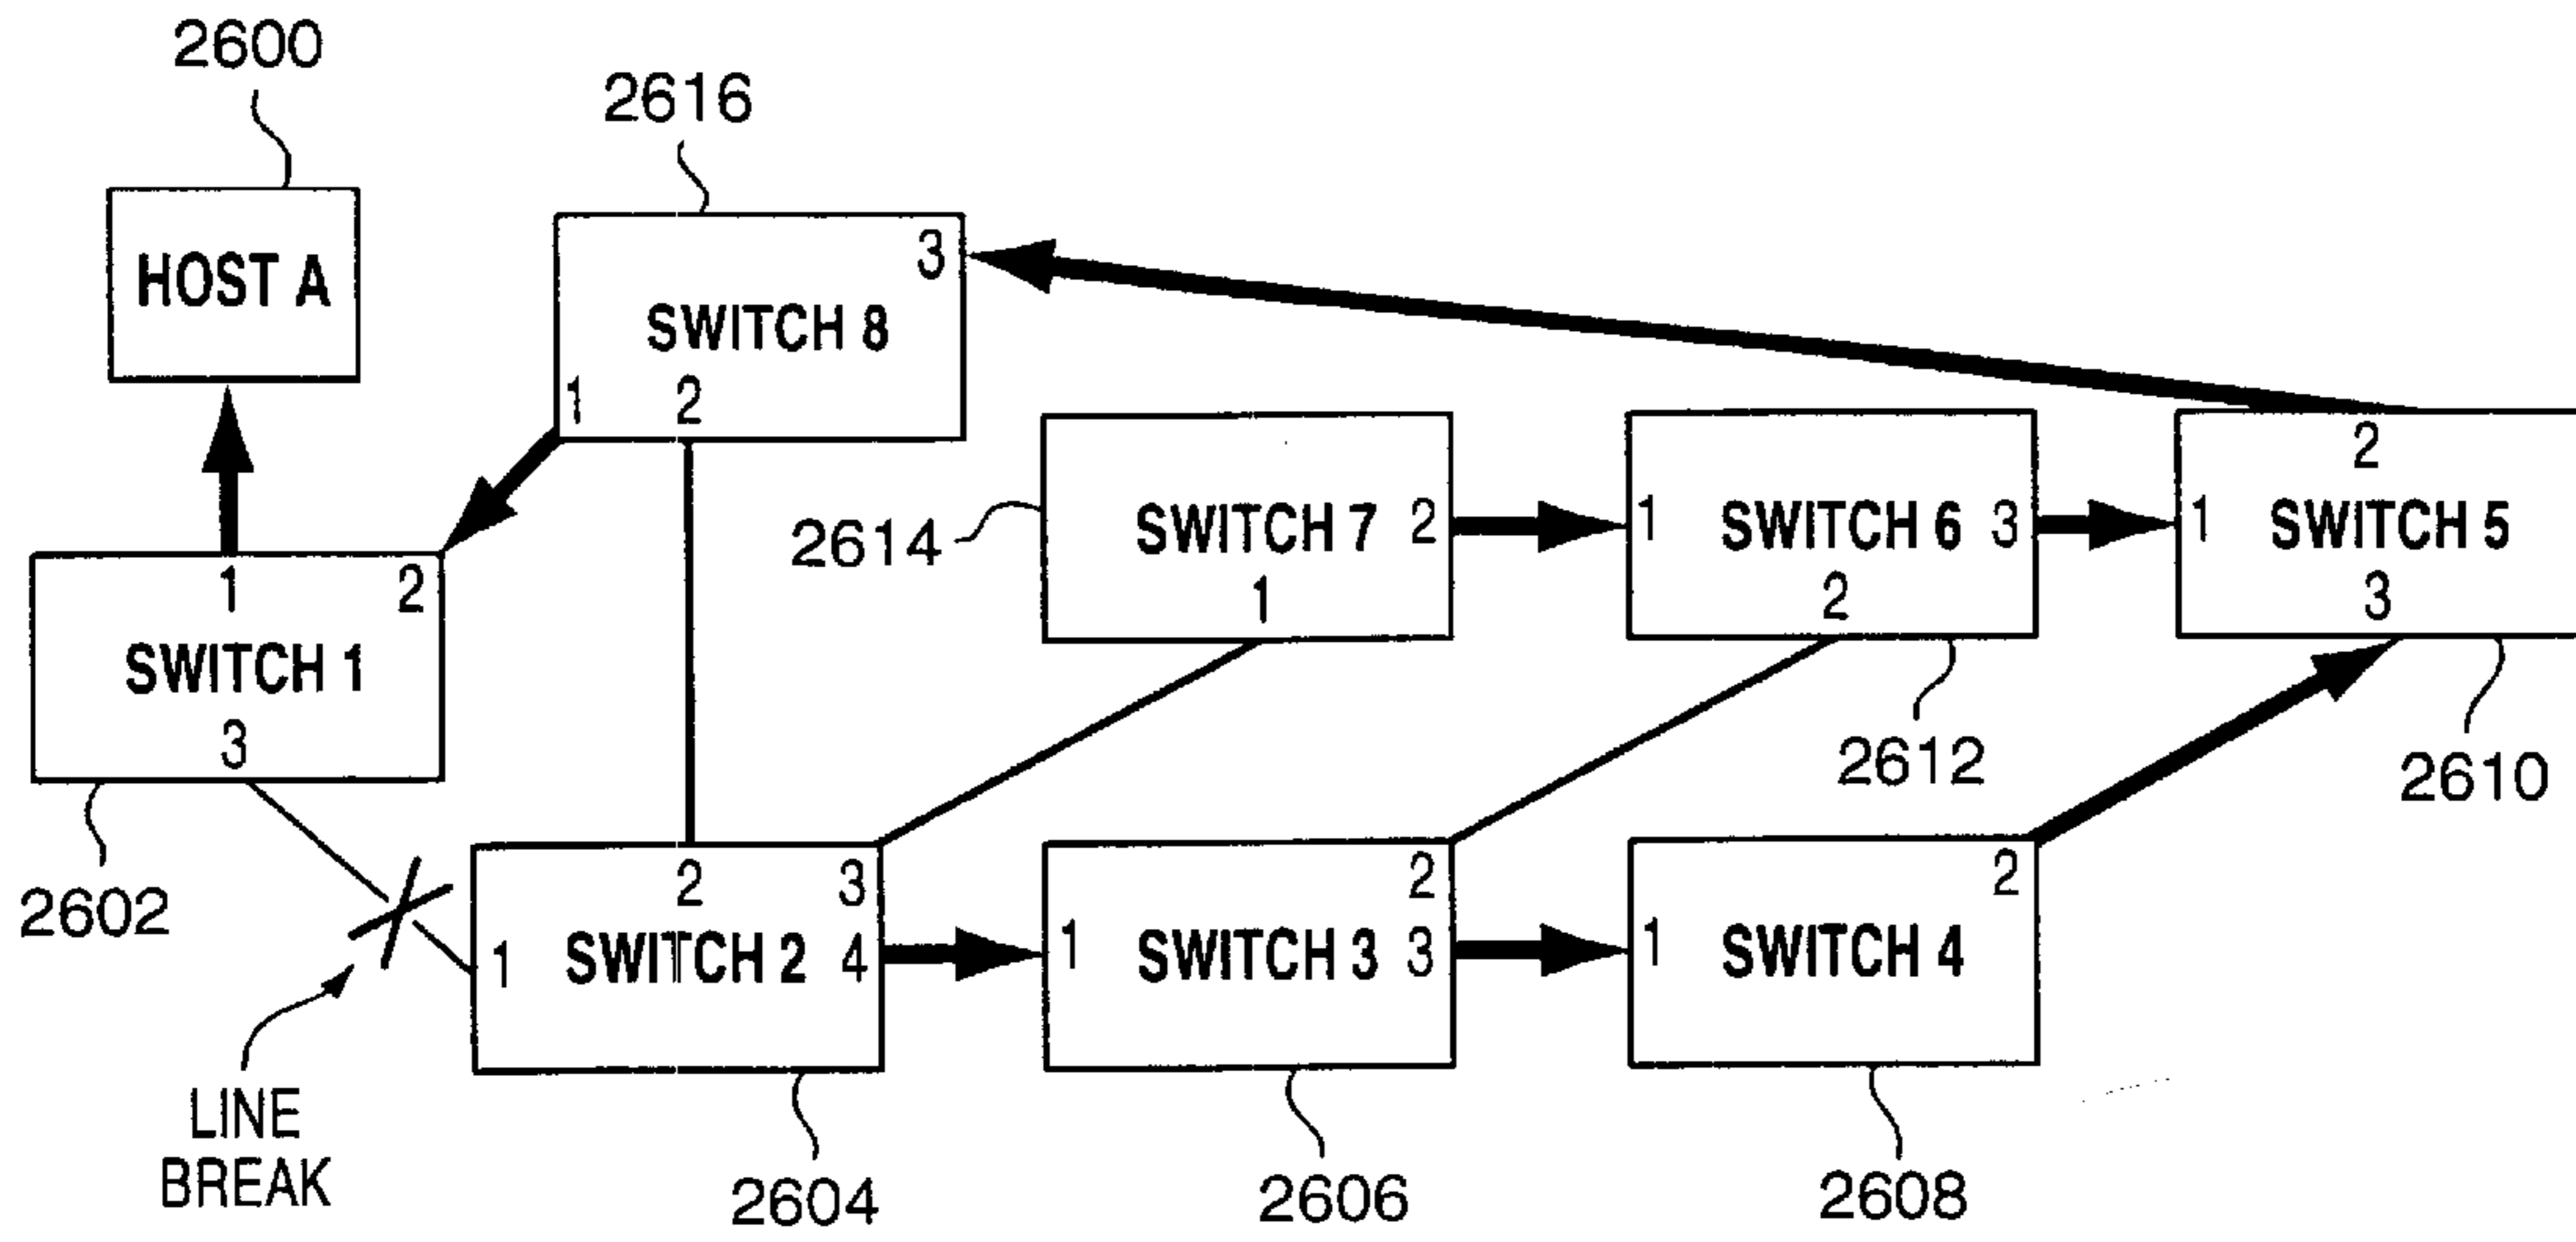 2600
2616
HOST A
3
SWITCH 8
1 2
2
1 2
SWITCH 1
3
2614
SWITCH 7 2
1
1 SWITCH 6 3
2
1 SWITCH 5
3
2612
2610
2602
2 3
1 SWITCH 2 4
2
1 SWITCH 3 3
2
1 SWITCH 4
LINE
BREAK
2604
2606
2608